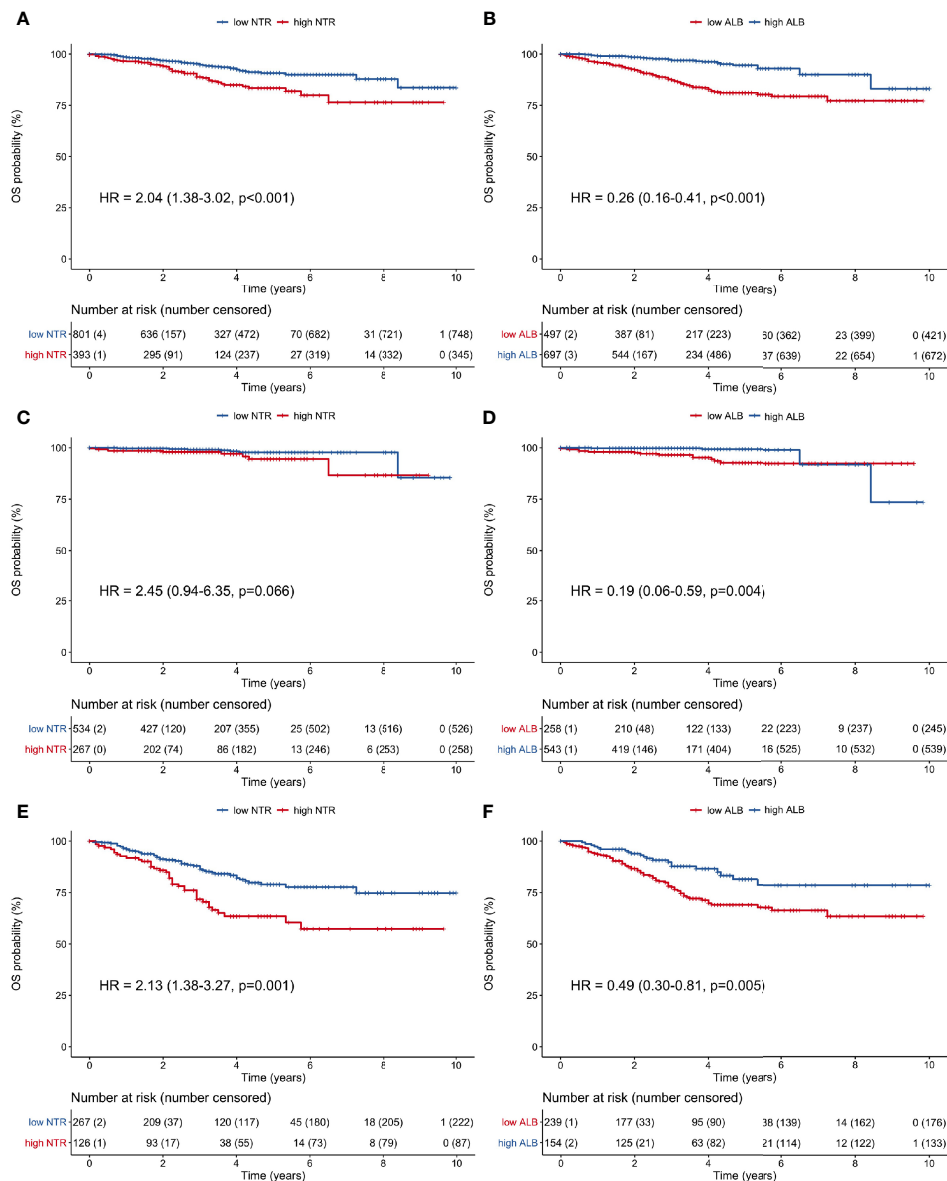 A
low NTR high NTR
100
75
50
25
0
OS probability (%)
HR = 2.04 (1.38-3.02, p<0.001)
0 2 4 6 8 10
Time (years)
Number at risk (number censored)
low NTR 801 (4) 636 (157) 327 (472) 70 (682) 31 (721) 1 (748)
high NTR 393 (1) 295 (91) 124 (237) 27 (319) 14 (332) 0 (345)
0 2 4 6 8 10
Time (years)
B
low ALB high ALB
100
75
50
25
0
OS probability (%)
HR = 0.26 (0.16-0.41, p<0.001)
0 2 4 6 8 10
Time (years)
Number at risk (number censored)
low ALB 497 (2) 387 (81) 217 (223) 60 (362) 23 (399) 0 (421)
high ALB 697 (3) 544 (167) 234 (486) 37 (639) 22 (654) 1 (672)
0 2 4 6 8 10
Time (years)
C
low NTR high NTR
100
75
50
25
0
OS probability (%)
HR = 2.45 (0.94-6.35, p=0.066)
0 2 4 6 8 10
Time (years)
Number at risk (number censored)
low NTR 534 (2) 427 (120) 207 (355) 25 (502) 13 (516) 0 (526)
high NTR 267 (0) 202 (74) 86 (182) 13 (246) 6 (253) 0 (258)
0 2 4 6 8 10
Time (years)
D
low ALB high ALB
100
75
50
25
0
OS probability (%)
HR = 0.19 (0.06-0.59, p=0.004)
0 2 4 6 8 10
Time (years)
Number at risk (number censored)
low ALB 258 (1) 210 (48) 122 (133) 22 (223) 9 (237) 0 (245)
high ALB 543 (1) 419 (146) 171 (404) 16 (525) 10 (532) 0 (539)
0 2 4 6 8 10
Time (years)
E
low NTR high NTR
100
75
50
25
0
OS probability (%)
HR = 2.13 (1.38-3.27, p=0.001)
0 2 4 6 8 10
Time (years)
Number at risk (number censored)
low NTR 267 (2) 209 (37) 120 (117) 45 (180) 18 (205) 1 (222)
high NTR 126 (1) 93 (17) 38 (55) 14 (73) 8 (79) 0 (87)
0 2 4 6 8 10
Time (years)
F
low ALB high ALB
100
75
50
25
0
OS probability (%)
HR = 0.49 (0.30-0.81, p=0.005)
0 2 4 6 8 10
Time (years)
Number at risk (number censored)
low ALB 239 (1) 177 (33) 95 (90) 38 (139) 14 (162) 0 (176)
high ALB 154 (2) 125 (21) 63 (82) 21 (114) 12 (122) 1 (133)
0 2 4 6 8 10
Time (years)